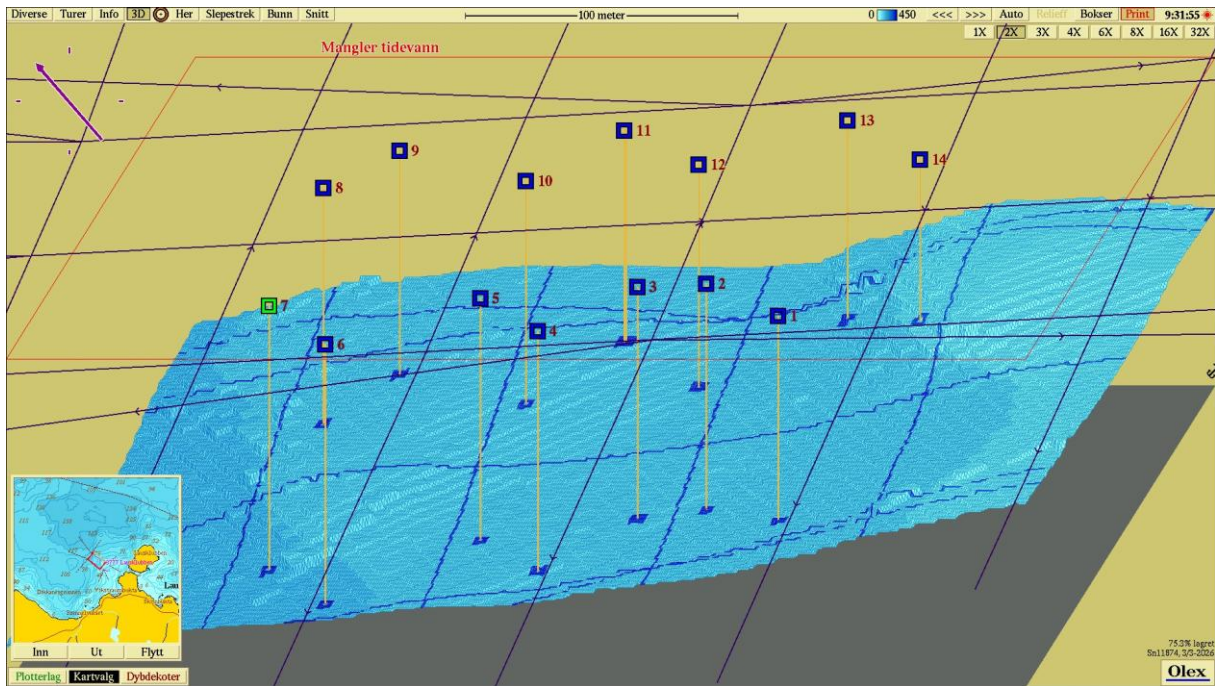 Diverse Turer Info 3D Her Slepestrek Bunn Snitt 100 meter 0 450 <<< >>> Auto Relieff Bokser Print 9:31:55
1X 2X 3X 4X 6X 8X 16X 32X
Mangler tidevann
11
13
9
12
14
8
10
7
5
3
2
6
4
1
Inn Ut Flytt
75.3% lagret
Sn11874, 3/3-2026
Plotterlag Kartvalg Dybdekoter
Olex